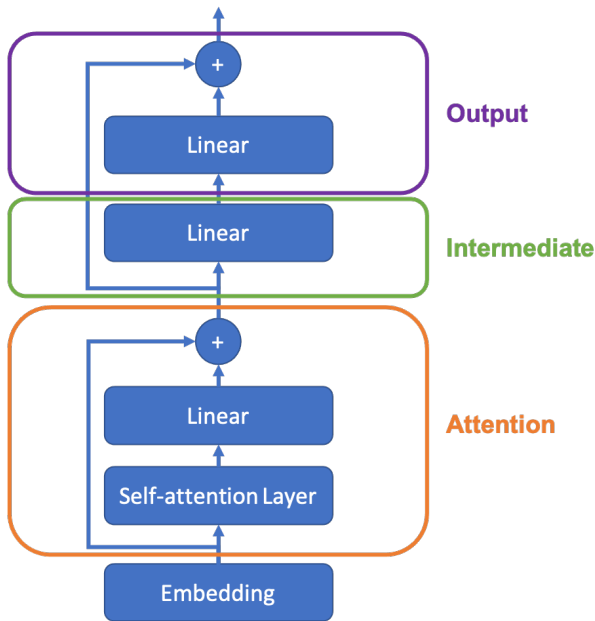 +
Linear
Output
Linear
Intermediate
+
Linear
Attention
Self-attention Layer
Embedding